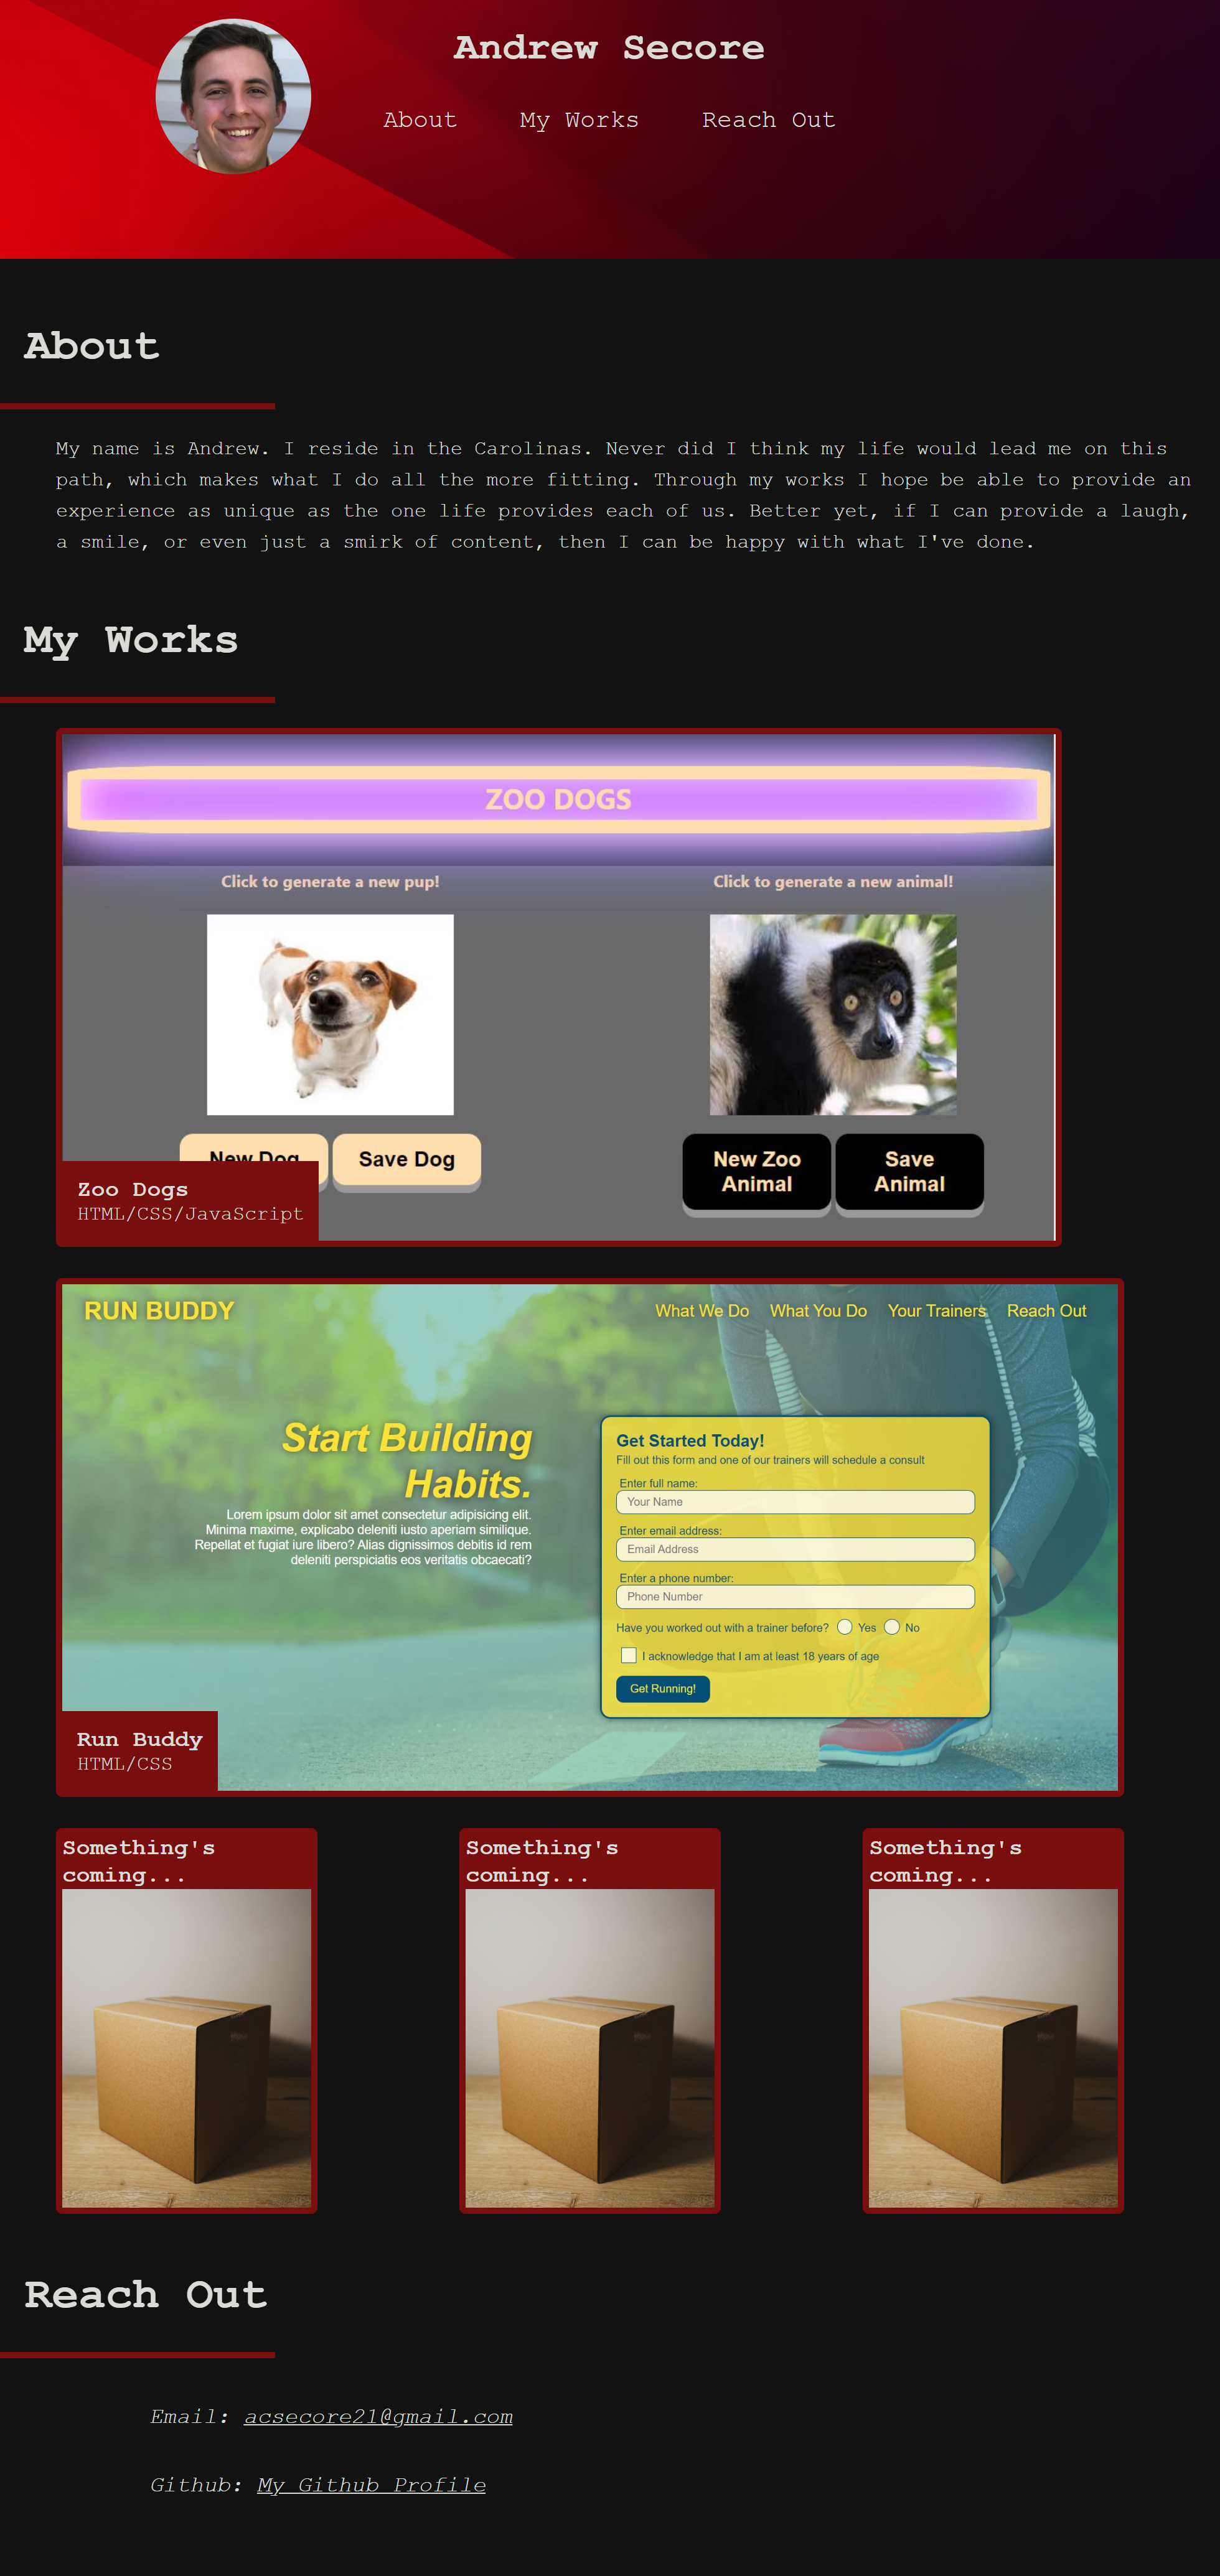 Andrew Secore
About My Works Reach Out
About
My name is Andrew. I reside in the Carolinas. Never did I think my life would lead me on this
path, which makes what I do all the more fitting. Through my works I hope be able to provide an
experience as unique as the one life provides each of us. Better yet, if I can provide a laugh,
a smile, or even just a smirk of content, then I can be happy with what I've done.
My Works
ZOO DOGS
Click to generate a new pup!
Click to generate a new animal!
New Dog
Save Dog
New Zoo
Animal
Save
Animal
Zoo Dogs
HTML/CSS/JavaScript
RUN BUDDY
What We Do What You Do Your Trainers Reach Out
Start Building
Habits.
Lorem ipsum dolor sit amet consectetur adipisicing elit.
Minima maxime, explicabo deleniti iusto aperiam similique.
Repellat et fugiat iure libero? Alias dignissimos debitis id rem
deleniti perspiciatis eos veritatis obcaecati?
Get Started Today!
Fill out this form and one of our trainers will schedule a consult
Enter full name:
Your Name
Enter email address:
Email Address
Enter a phone number:
Phone Number
Have you worked out with a trainer before? Yes No
I acknowledge that I am at least 18 years of age
Get Running!
Run Buddy
HTML/CSS
Something's
coming...
Something's
coming...
Something's
coming...
Reach Out
Email: acsecore21@gmail.com
Github: My Github Profile